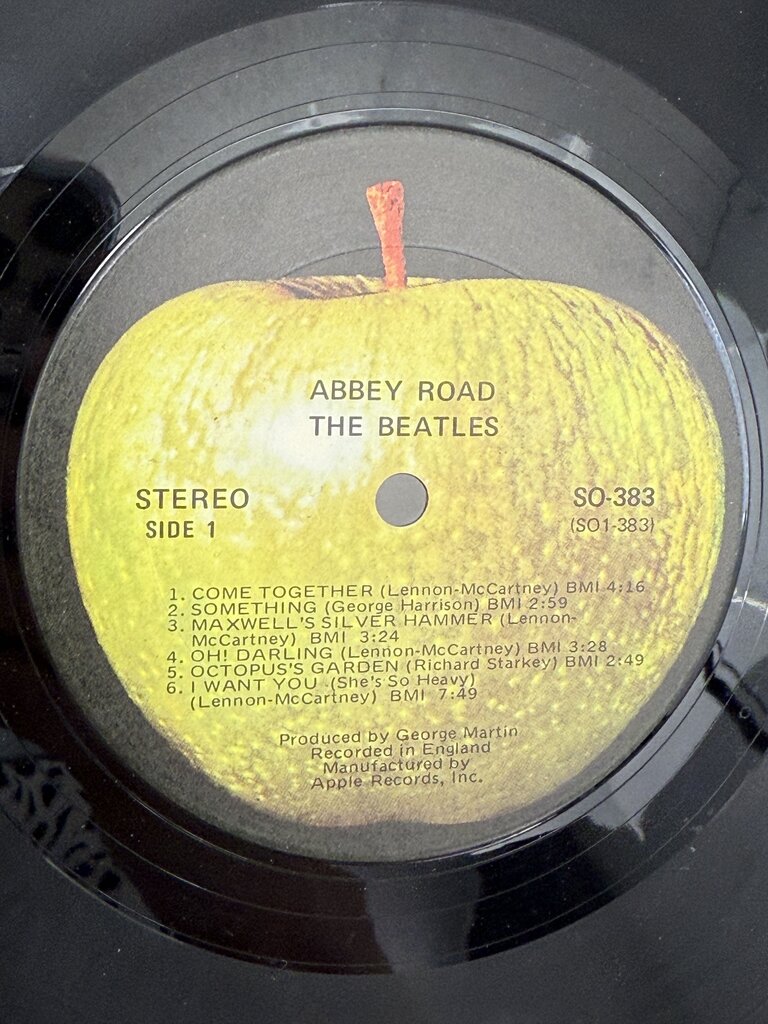 ABBEY ROAD
THE BEATLES
STEREO
SIDE 1
SO-383
(SO1-383)
1. COME TOGETHER (Lennon-McCartney) BMI 4:16
2. SOMETHING (George Harrison) BMI 2:59
3. MAXWELL'S SILVER HAMMER (Lennon-
McCartney) BMI 3:24
4. OH! DARLING (Lennon-McCartney) BMI 3:28
5. OCTOPUS'S GARDEN (Richard Starkey) BMI 2:49
6. I WANT YOU (She's So Heavy)
(Lennon-McCartney) BMI 7:49
Produced by George Martin
Recorded in England
Manufactured by
Apple Records, Inc.